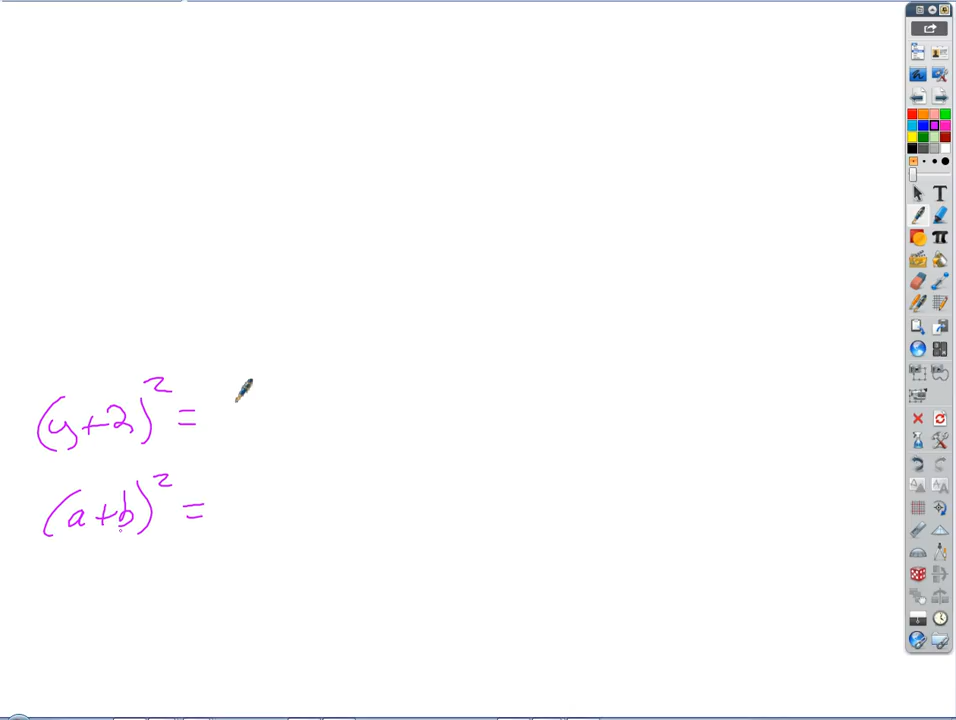 (y+2)² =
(a+b)² =